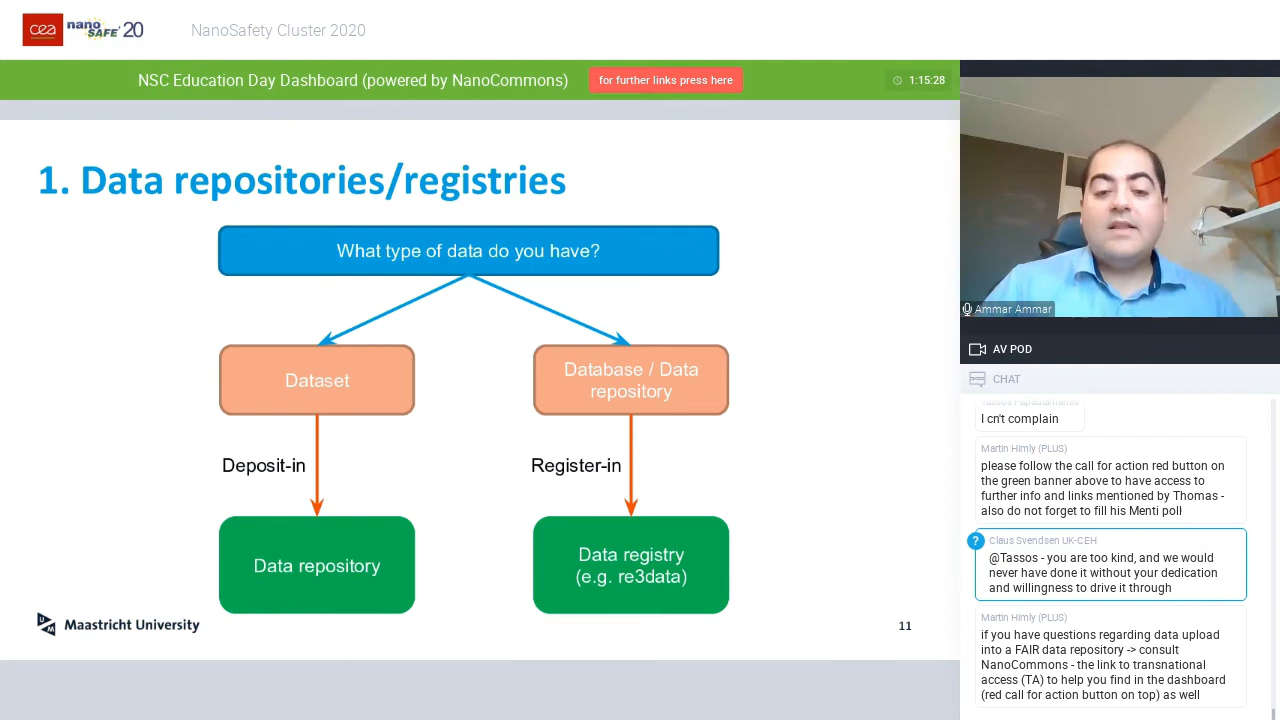 cea nano SAFE'20
NanoSafety Cluster 2020
NSC Education Day Dashboard (powered by NanoCommons)
for further links press here
1:15:28
1. Data repositories/registries
What type of data do you have?
Dataset
Database / Data
repository
Deposit-in
Register-in
Data repository
Data registry
(e.g. re3data)
UM
Maastricht University
11
Ammar Ammar
AV POD
CHAT
I cn't complain
Martin Himly (PLUS)
please follow the call for action red button on
the green banner above to have access to
further info and links mentioned by Thomas -
also do not forget to fill his Menti poll
?
Claus Svendsen UK-CEH
@Tassos - you are too kind, and we would
never have done it without your dedication
and willingness to drive it through
Martin Himly (PLUS)
if you have questions regarding data upload
into a FAIR data repository -> consult
NanoCommons - the link to transnational
access (TA) to help you find in the dashboard
(red call for action button on top) as well